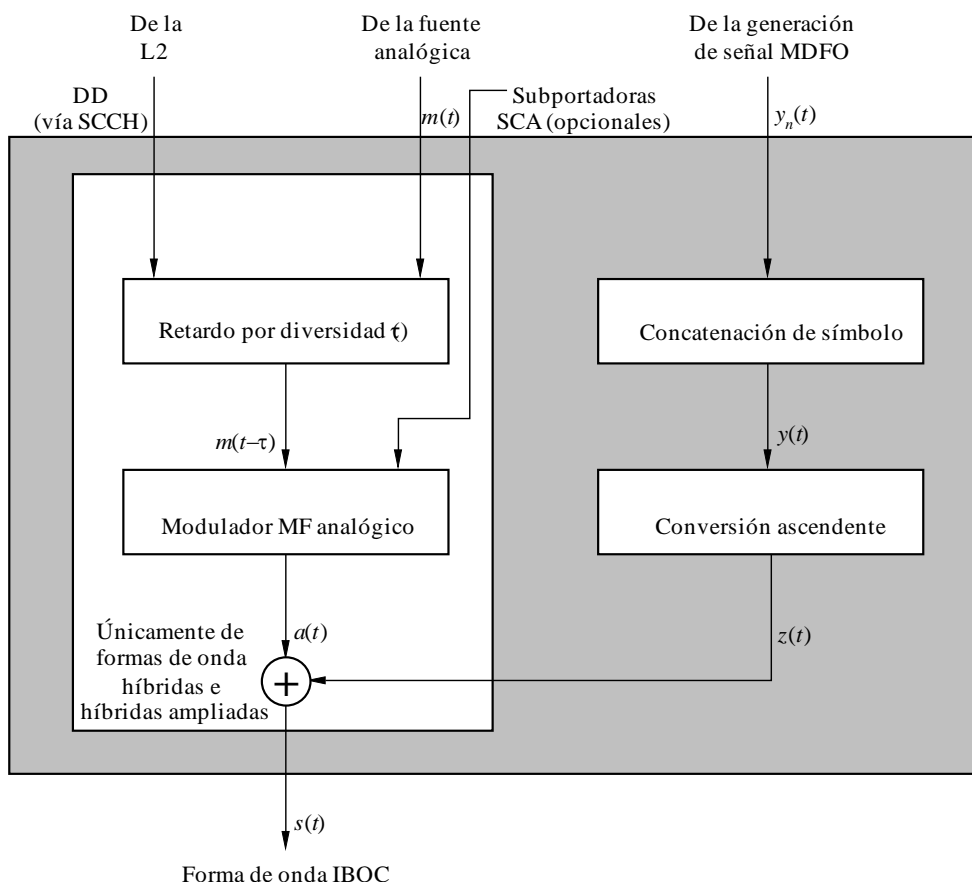 De la
L2
De la fuente
analógica
De la generación
de señal MDFO
DD
(vía SCCH)
m(t)
Subportadoras
SCA (opcionales)
yn(t)
Retardo por diversidad τ)
Concatenación de símbolo
m(t–τ)
y(t)
Modulador MF analógico
Conversión ascendente
Únicamente de
formas de onda
híbridas e
híbridas ampliadas
a(t)
z(t)
+
s(t)
Forma de onda IBOC